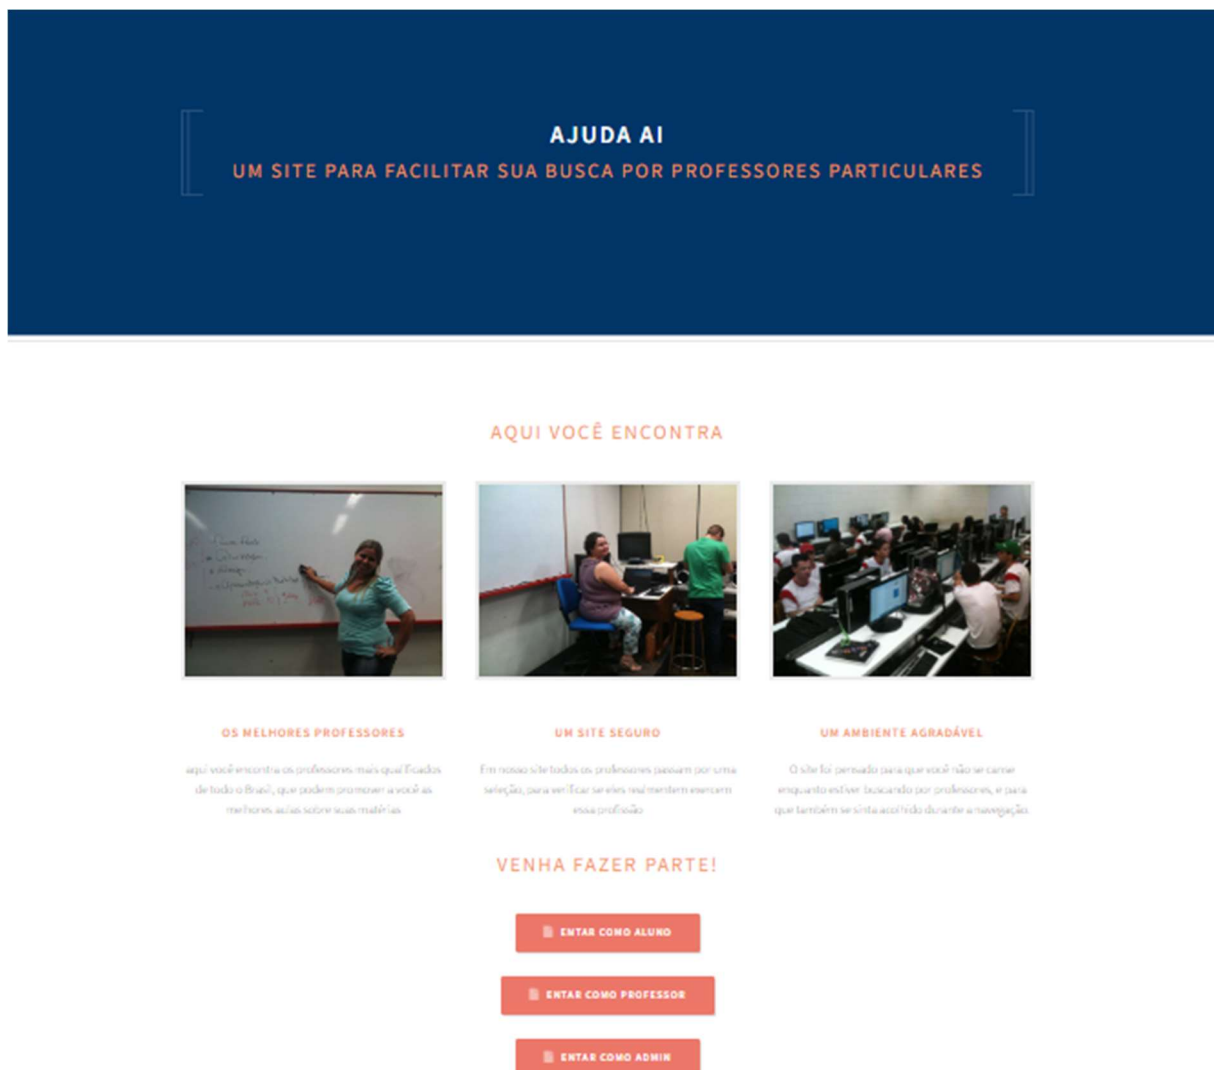 AJUDA AI
UM SITE PARA FACILITAR SUA BUSCA POR PROFESSORES PARTICULARES
AQUI VOCÊ ENCONTRA
OS MELHORES PROFESSORES
aqui você encontra os professores mais qualificados
de todo o Brasil, que podem promover a você as
melhores aulas sobre suas matérias
UM SITE SEGURO
Em nosso site todos os professores passam por uma
seleção, para verificar se eles realmentem exercem
essa profissão
UM AMBIENTE AGRADÁVEL
O site foi pensado para que você não se canse
enquanto estiver buscando por professores, e para
que também se sinta acolhido durante a navegação.
VENHA FAZER PARTE!
ENTAR COMO ALUNO
ENTAR COMO PROFESSOR
ENTAR COMO ADMIN